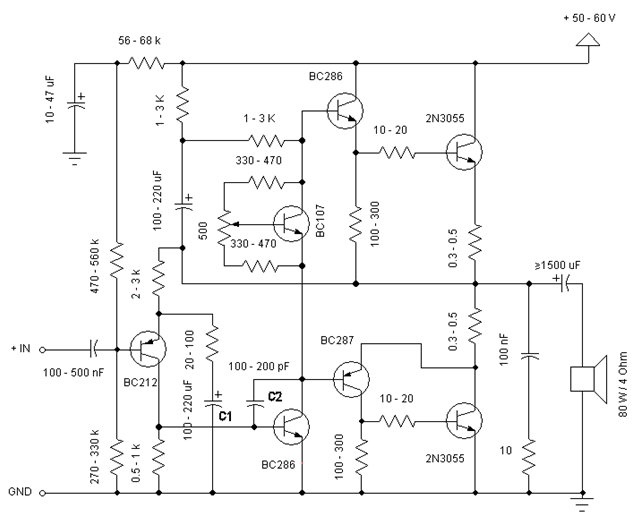 + 50 - 60 V
56 - 68 k
BC286
10 - 47 uF
+
1 - 3 K
1 - 3 K
10 - 20
2N3055
330 - 470
100 - 220 uF
+
500
BC107
330 - 470
100 - 300
0.3 - 0.5
470 - 560 k
2 - 3 k
≥1500 uF
+
+ IN
100 - 500 nF
BC212
20 - 100
100 - 200 pF
BC287
0.3 - 0.5
100 nF
100 - 220 uF
+
C1
C2
10 - 20
80 W / 4 Ohm
270 - 330 k
0.5 - 1 k
BC286
100 - 300
2N3055
10
GND